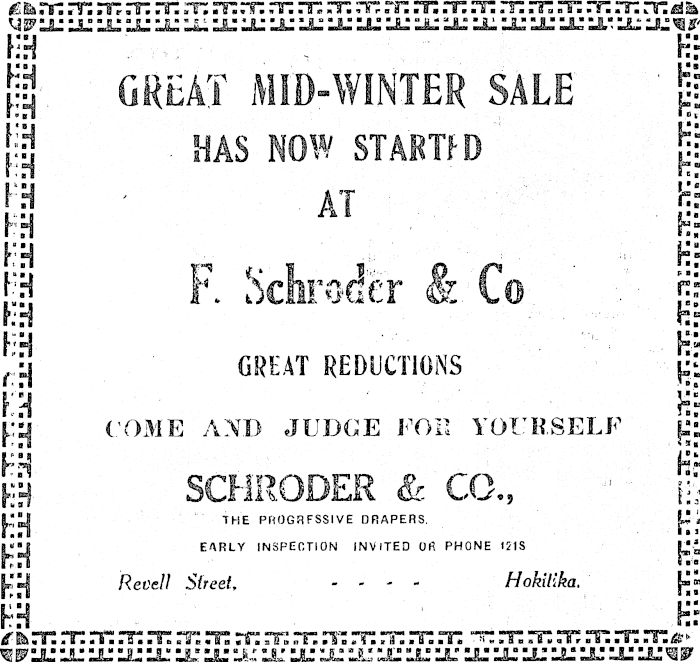 GREAT MID-WINTER SALE
HAS NOW STARTED
AT
F. Schroder & Co
GREAT REDUCTIONS
COME AND JUDGE FOR YOURSELF
SCHRODER & CO.,
THE PROGRESSIVE DRAPERS.
EARLY INSPECTION INVITED OR PHONE 121S
Revell Street, - - - - Hokitika.